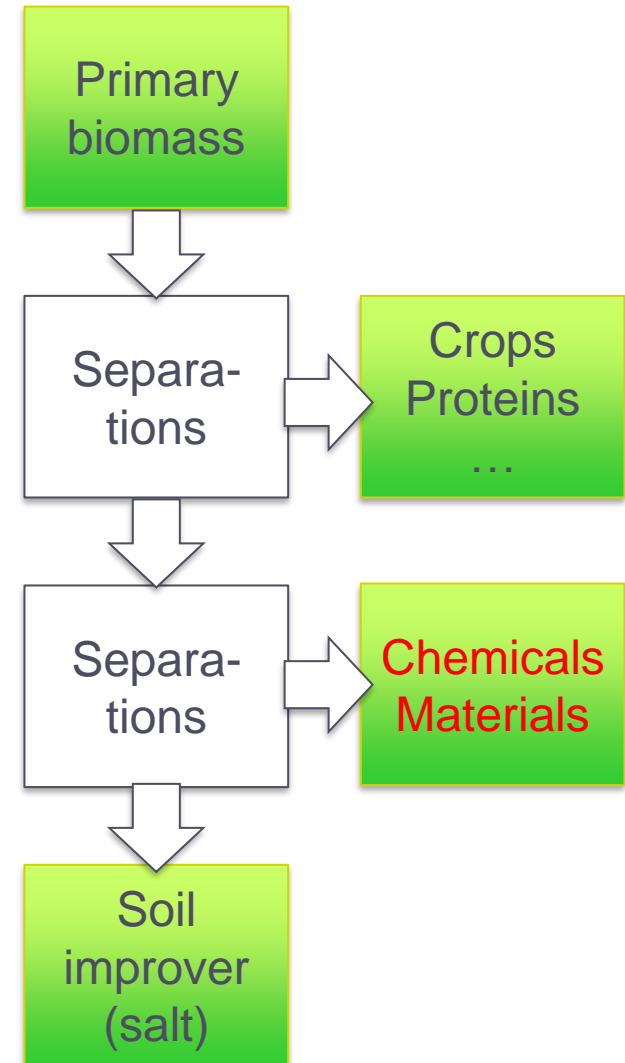 Primary
biomass
Separa-
tions
Crops
Proteins
…
Separa-
tions
Chemicals
Materials
Soil
improver
(salt)